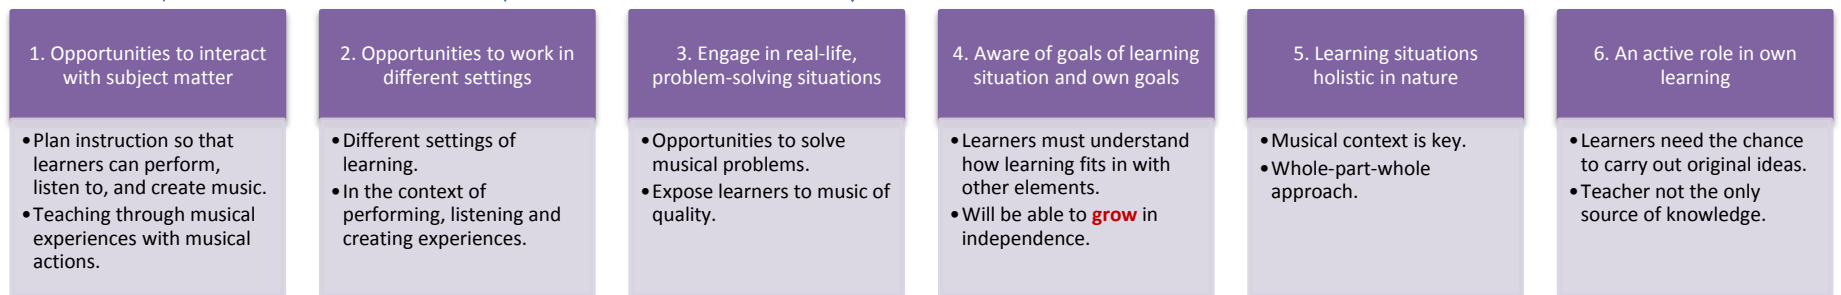 1. Opportunities to interact
with subject matter
• Plan instruction so that
learners can perform,
listen to, and create music.
• Teaching through musical
experiences with musical
actions.
2. Opportunities to work in
different settings
• Different settings of
learning.
• In the context of
performing, listening and
creating experiences.
3. Engage in real-life,
problem-solving situations
• Opportunities to solve
musical problems.
• Expose learners to music of
quality.
4. Aware of goals of learning
situation and own goals
• Learners must understand
how learning fits in with
other elements.
• Will be able to grow in
independence.
5. Learning situations
holistic in nature
• Musical context is key.
• Whole-part-whole
approach.
6. An active role in own
learning
• Learners need the chance
to carry out original ideas.
• Teacher not the only
source of knowledge.